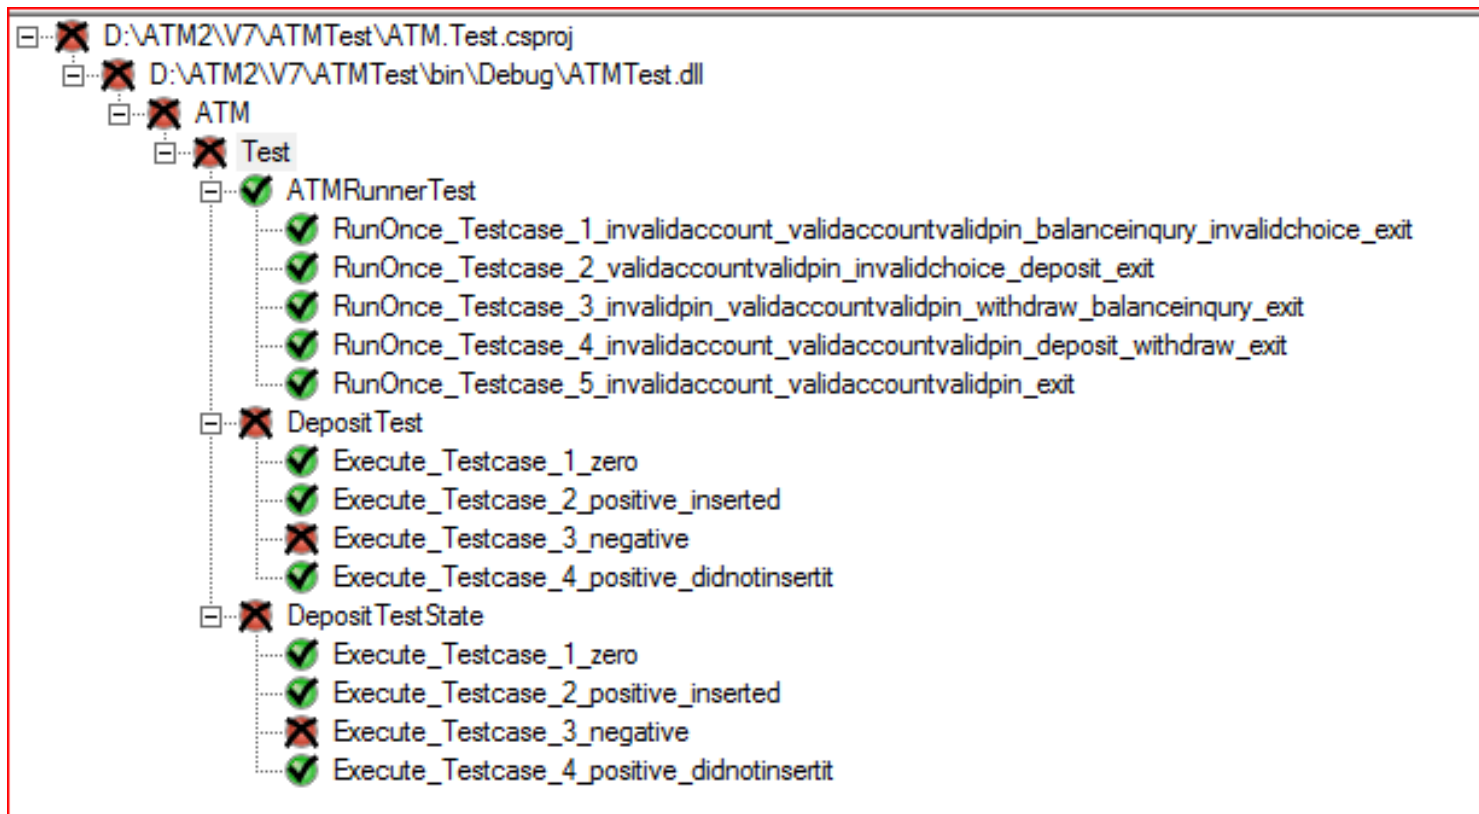 D:\ATM2\V7\ATMTest\ATM.Test.csproj
D:\ATM2\V7\ATMTest\bin\Debug\ATMTest.dll
ATM
Test
ATMRunnerTest
RunOnce_Testcase_1_invalidaccount_validaccountvalidpin_balanceinqury_invalidchoice_exit
RunOnce_Testcase_2_validaccountvalidpin_invalidchoice_deposit_exit
RunOnce_Testcase_3_invalidpin_validaccountvalidpin_withdraw_balanceinqury_exit
RunOnce_Testcase_4_invalidaccount_validaccountvalidpin_deposit_withdraw_exit
RunOnce_Testcase_5_invalidaccount_validaccountvalidpin_exit
DepositTest
Execute_Testcase_1_zero
Execute_Testcase_2_positive_inserted
Execute_Testcase_3_negative
Execute_Testcase_4_positive_didnotinsertit
DepositTestState
Execute_Testcase_1_zero
Execute_Testcase_2_positive_inserted
Execute_Testcase_3_negative
Execute_Testcase_4_positive_didnotinsertit